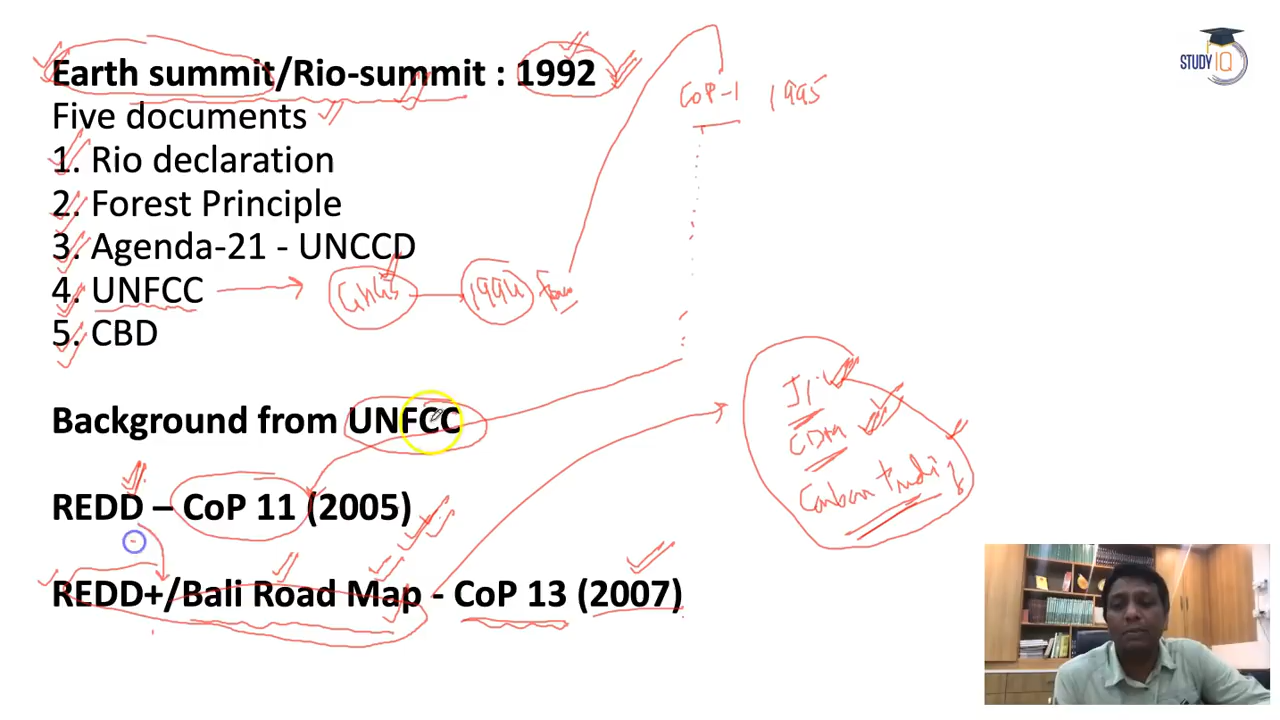 Earth summit/Rio-summit : 1992
CoP-1 1995
STUDY IQ
Five documents
1. Rio declaration
2. Forest Principle
3. Agenda-21 - UNCCD
4. UNFCC
GHGs
1994
5. CBD
Background from UNFCC
JI
CDM
Carbon Trading
REDD – CoP 11 (2005)
REDD+/Bali Road Map - CoP 13 (2007)